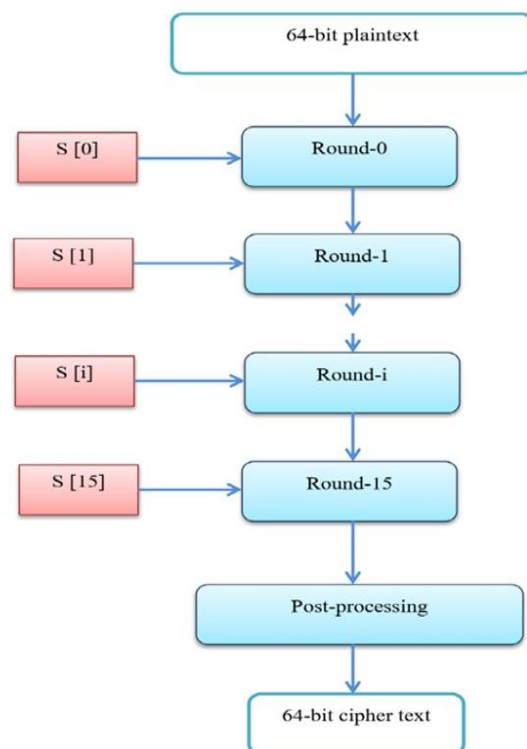 64-bit plaintext
S [0]
Round-0
S [1]
Round-1
S [i]
Round-i
S [15]
Round-15
Post-processing
64-bit cipher text